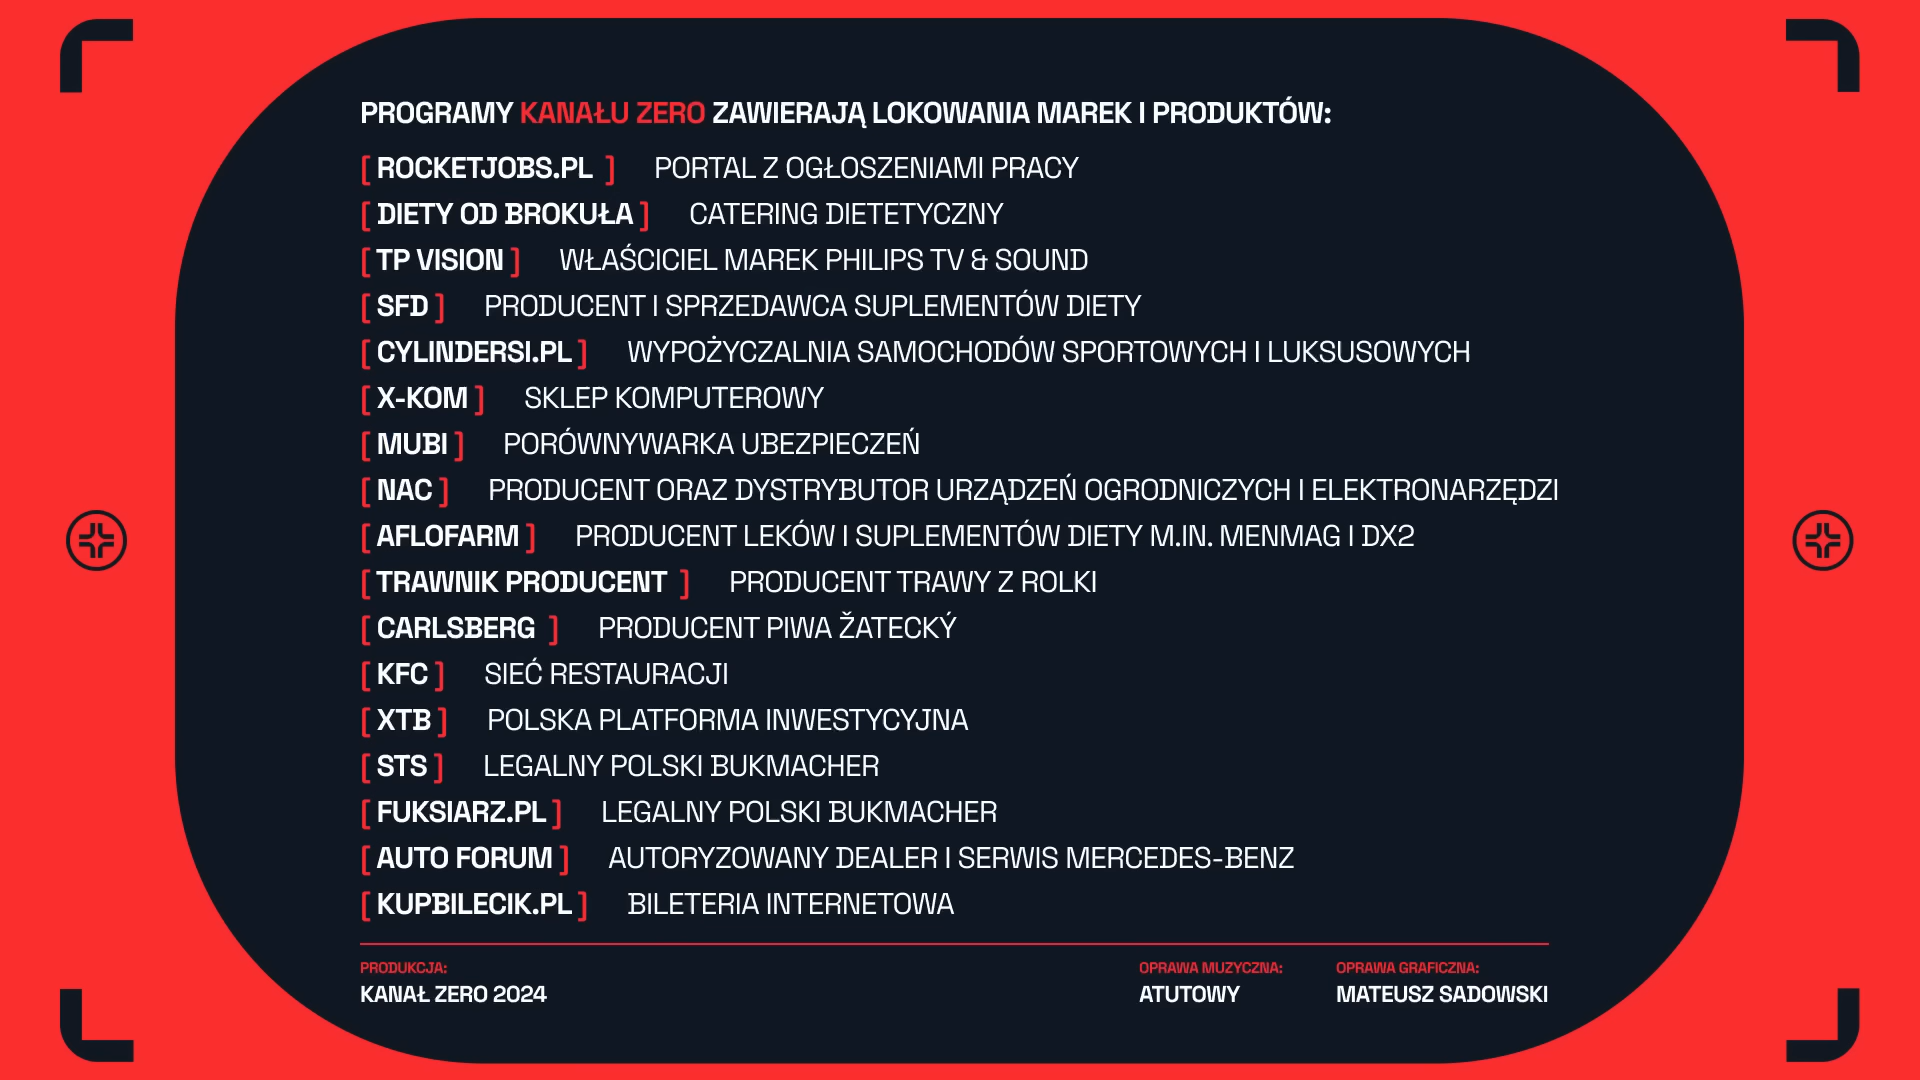 PROGRAMY KANAŁU ZERO ZAWIERAJĄ LOKOWANIA MAREK I PRODUKTÓW:
[ ROCKETJOBS.PL ] PORTAL Z OGŁOSZENIAMI PRACY
[ DIETY OD BROKUŁA ] CATERING DIETETYCZNY
[ TP VISION ] WŁAŚCICIEL MAREK PHILIPS TV & SOUND
[ SFD ] PRODUCENT I SPRZEDAWCA SUPLEMENTÓW DIETY
[ CYLINDERSI.PL ] WYPOŻYCZALNIA SAMOCHODÓW SPORTOWYCH I LUKSUSOWYCH
[ X-KOM ] SKLEP KOMPUTEROWY
[ MUBI ] PORÓWNYWARKA UBEZPIECZEŃ
[ NAC ] PRODUCENT ORAZ DYSTRYBUTOR URZĄDZEŃ OGRODNICZYCH I ELEKTRONARZĘDZI
[ AFLOFARM ] PRODUCENT LEKÓW I SUPLEMENTÓW DIETY M.IN. MENMAG I DX2
[ TRAWNIK PRODUCENT ] PRODUCENT TRAWY Z ROLKI
[ CARLSBERG ] PRODUCENT PIWA ŽATECKÝ
[ KFC ] SIEĆ RESTAURACJI
[ XTB ] POLSKA PLATFORMA INWESTYCYJNA
[ STS ] LEGALNY POLSKI BUKMACHER
[ FUKSIARZ.PL ] LEGALNY POLSKI BUKMACHER
[ AUTO FORUM ] AUTORYZOWANY DEALER I SERWIS MERCEDES-BENZ
[ KUPBILECIK.PL ] BILETERIA INTERNETOWA
PRODUKCJA:
KANAŁ ZERO 2024
OPRAWA MUZYCZNA:
ATUTOWY
OPRAWA GRAFICZNA:
MATEUSZ SADOWSKI